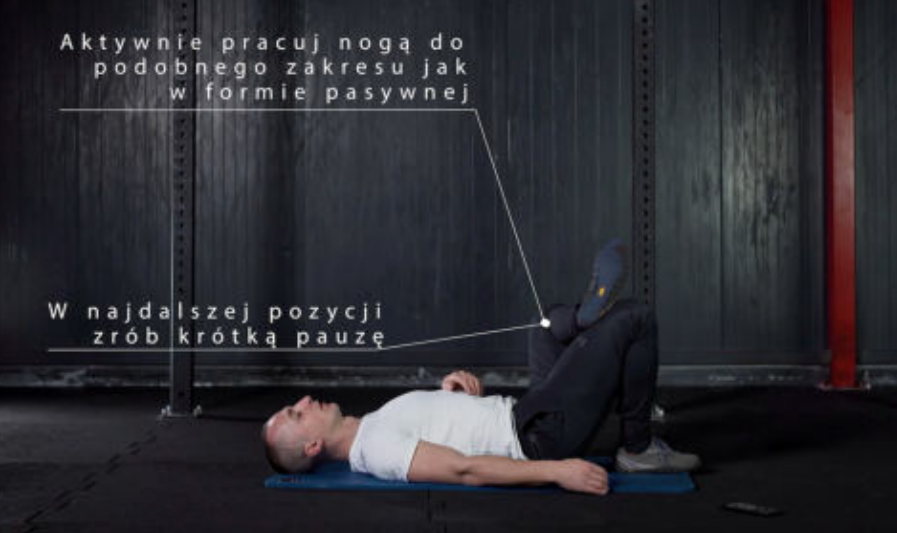 Aktywnie pracuj nogą do
podobnego zakresu jak
w formie pasywnej
W najdalszej pozycji
zrób krótką pauzę